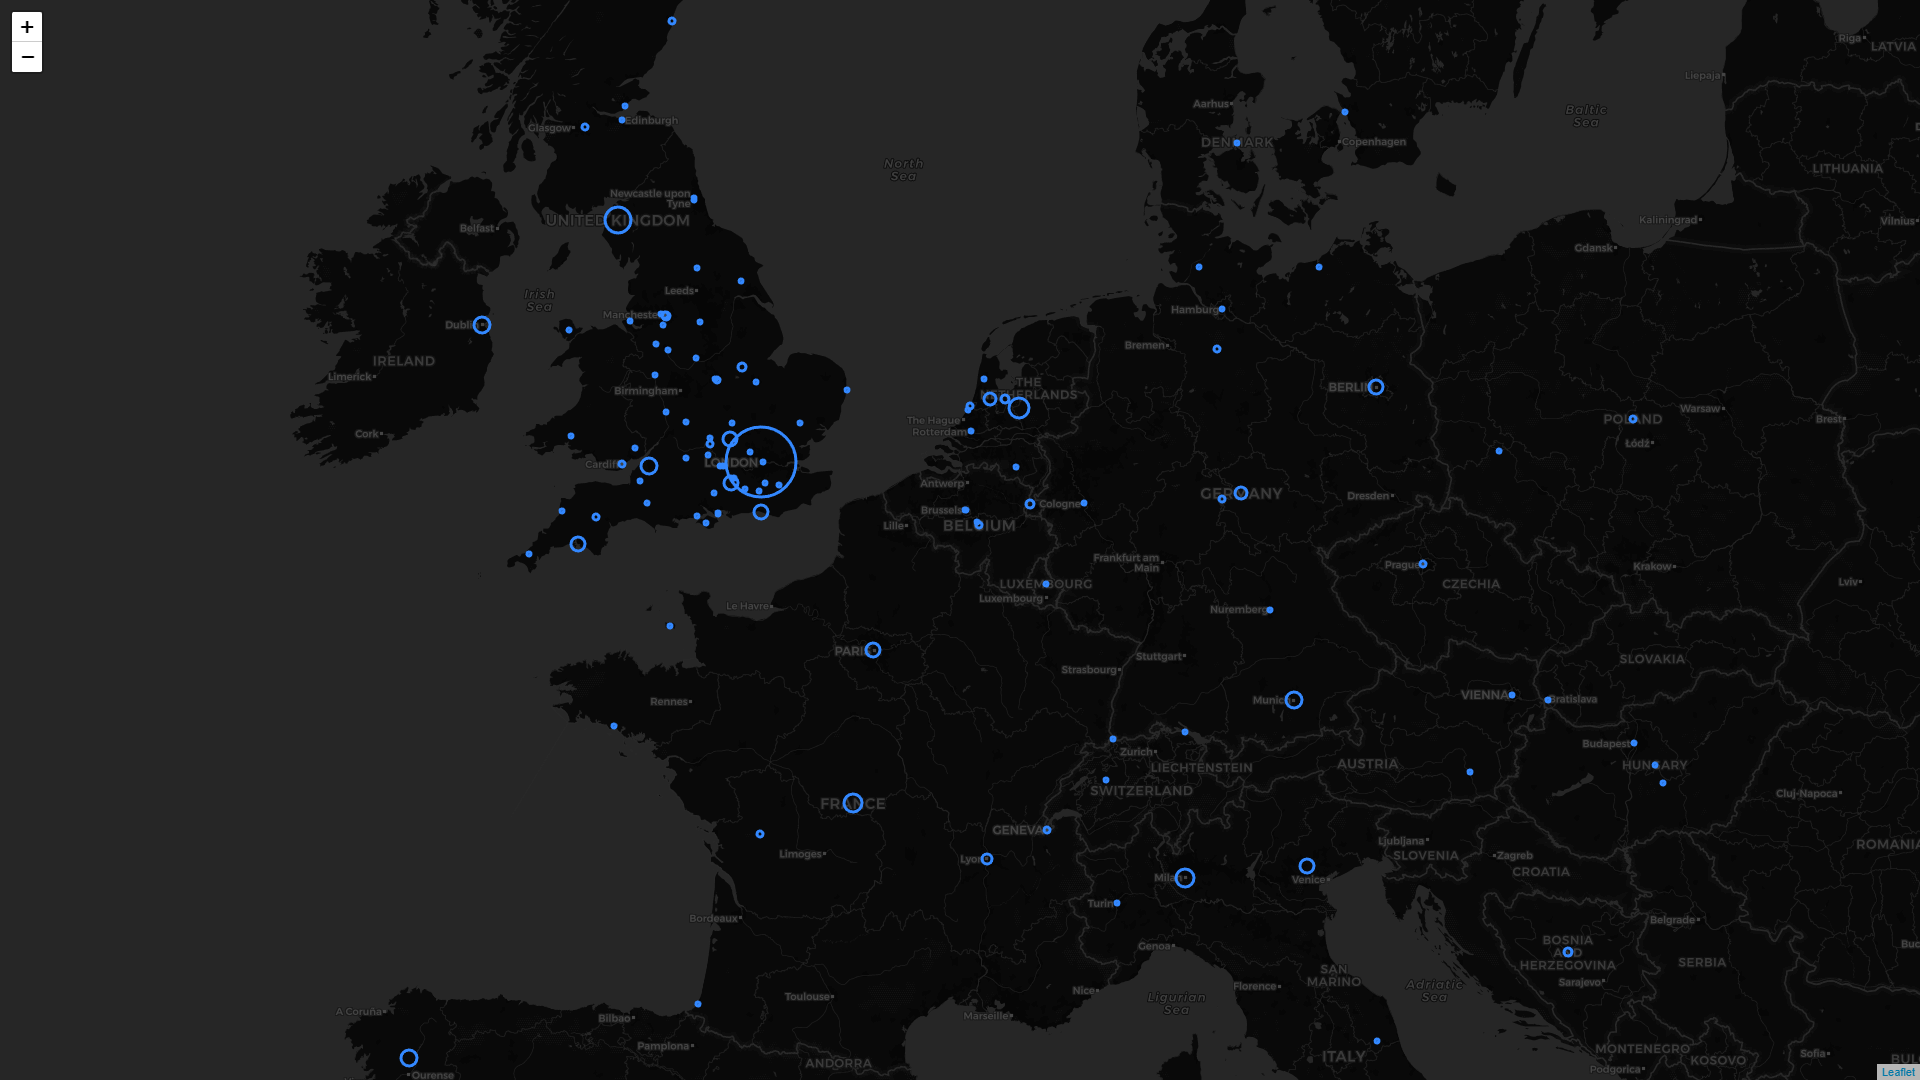 +
−
Riga
LATVIA
Liepaja
Aarhus
Baltic
Sea
Glasgow
Edinburgh
DENMARK
Copenhagen
North
Sea
LITHUANIA
Newcastle upon
Tyne
UNITED KINGDOM
Kaliningrad
Vilnius
Belfast
Gdansk
Leeds
Irish
Sea
Hamburg
Manchester
Dublin
Bremen
IRELAND
Limerick
THE
NETHERLANDS
BERLIN
Birmingham
Warsaw
The Hague
POLAND
Brest
Rotterdam
Cork
Łódź
Cardiff
LONDON
Antwerp
GERMANY
Dresden
Cologne
Brussels
Lille
BELGIUM
Frankfurt am
Main
Prague
Krakow
LUXEMBOURG
CZECHIA
Lviv
Luxembourg
Le Havre
Nuremberg
PARIS
Stuttgart
SLOVAKIA
Strasbourg
VIENNA
Bratislava
Rennes
Munich
Budapest
Zurich
HUNGARY
LIECHTENSTEIN
AUSTRIA
SWITZERLAND
Cluj-Napoca
FRANCE
GENEVA
Ljubljana
ROMANIA
Limoges
Lyon
SLOVENIA
Zagreb
CROATIA
Milan
Venice
Turin
Bordeaux
Belgrade
Genoa
BOSNIA
AND
HERZEGOVINA
SERBIA
SAN
MARINO
Sarajevo
Nice
Florence
Adriatic
Sea
Toulouse
Ligurian
Sea
A Coruña
Bilbao
Marseille
Pamplona
MONTENEGRO
Sofia
ANDORRA
ITALY
KOSOVO
Podgorica
Ourense
Leaflet